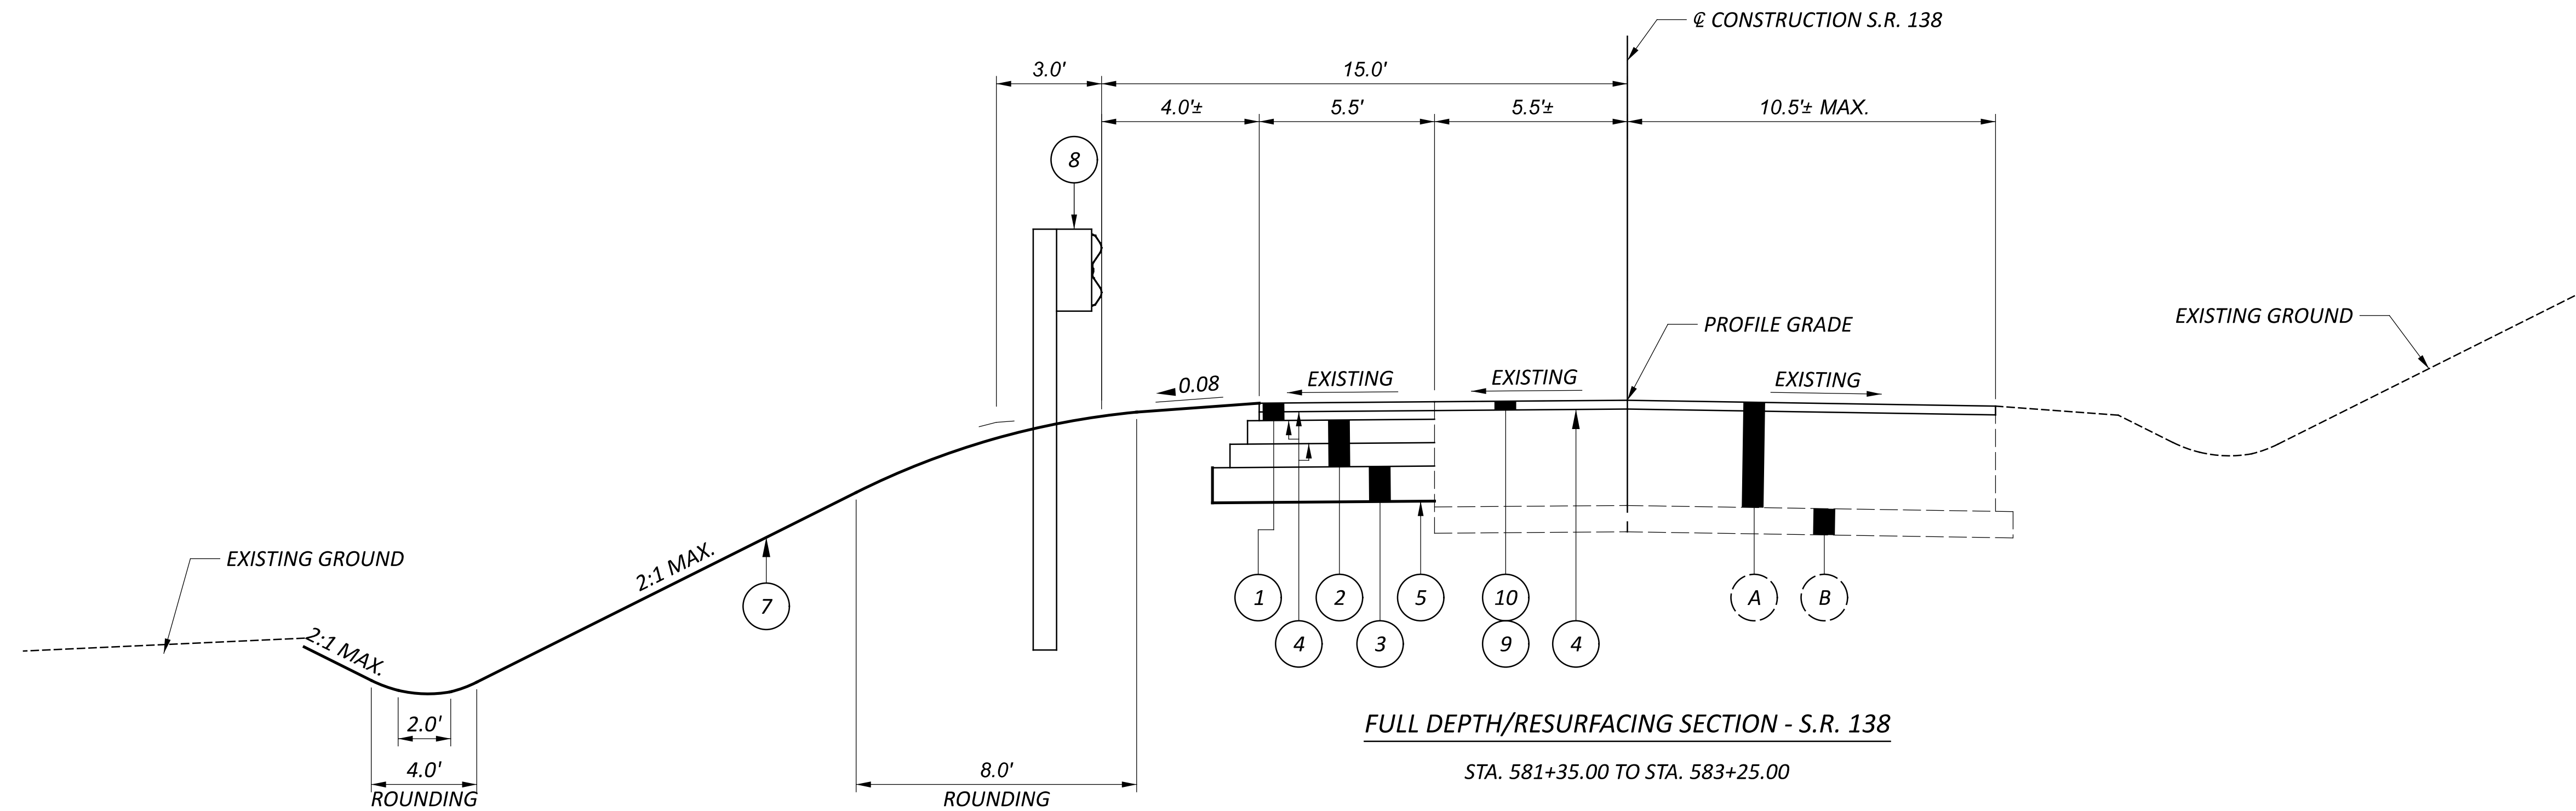 ℄ CONSTRUCTION S.R. 138
3.0'
15.0'
4.0'±
5.5'
5.5'±
10.5'± MAX.
8
PROFILE GRADE
EXISTING GROUND
0.08
EXISTING
EXISTING
EXISTING
EXISTING GROUND
2:1 MAX.
2:1 MAX.
7
1
2
5
10
A
B
4
3
9
4
2.0'
4.0'
ROUNDING
8.0'
ROUNDING
FULL DEPTH/RESURFACING SECTION - S.R. 138
STA. 581+35.00 TO STA. 583+25.00